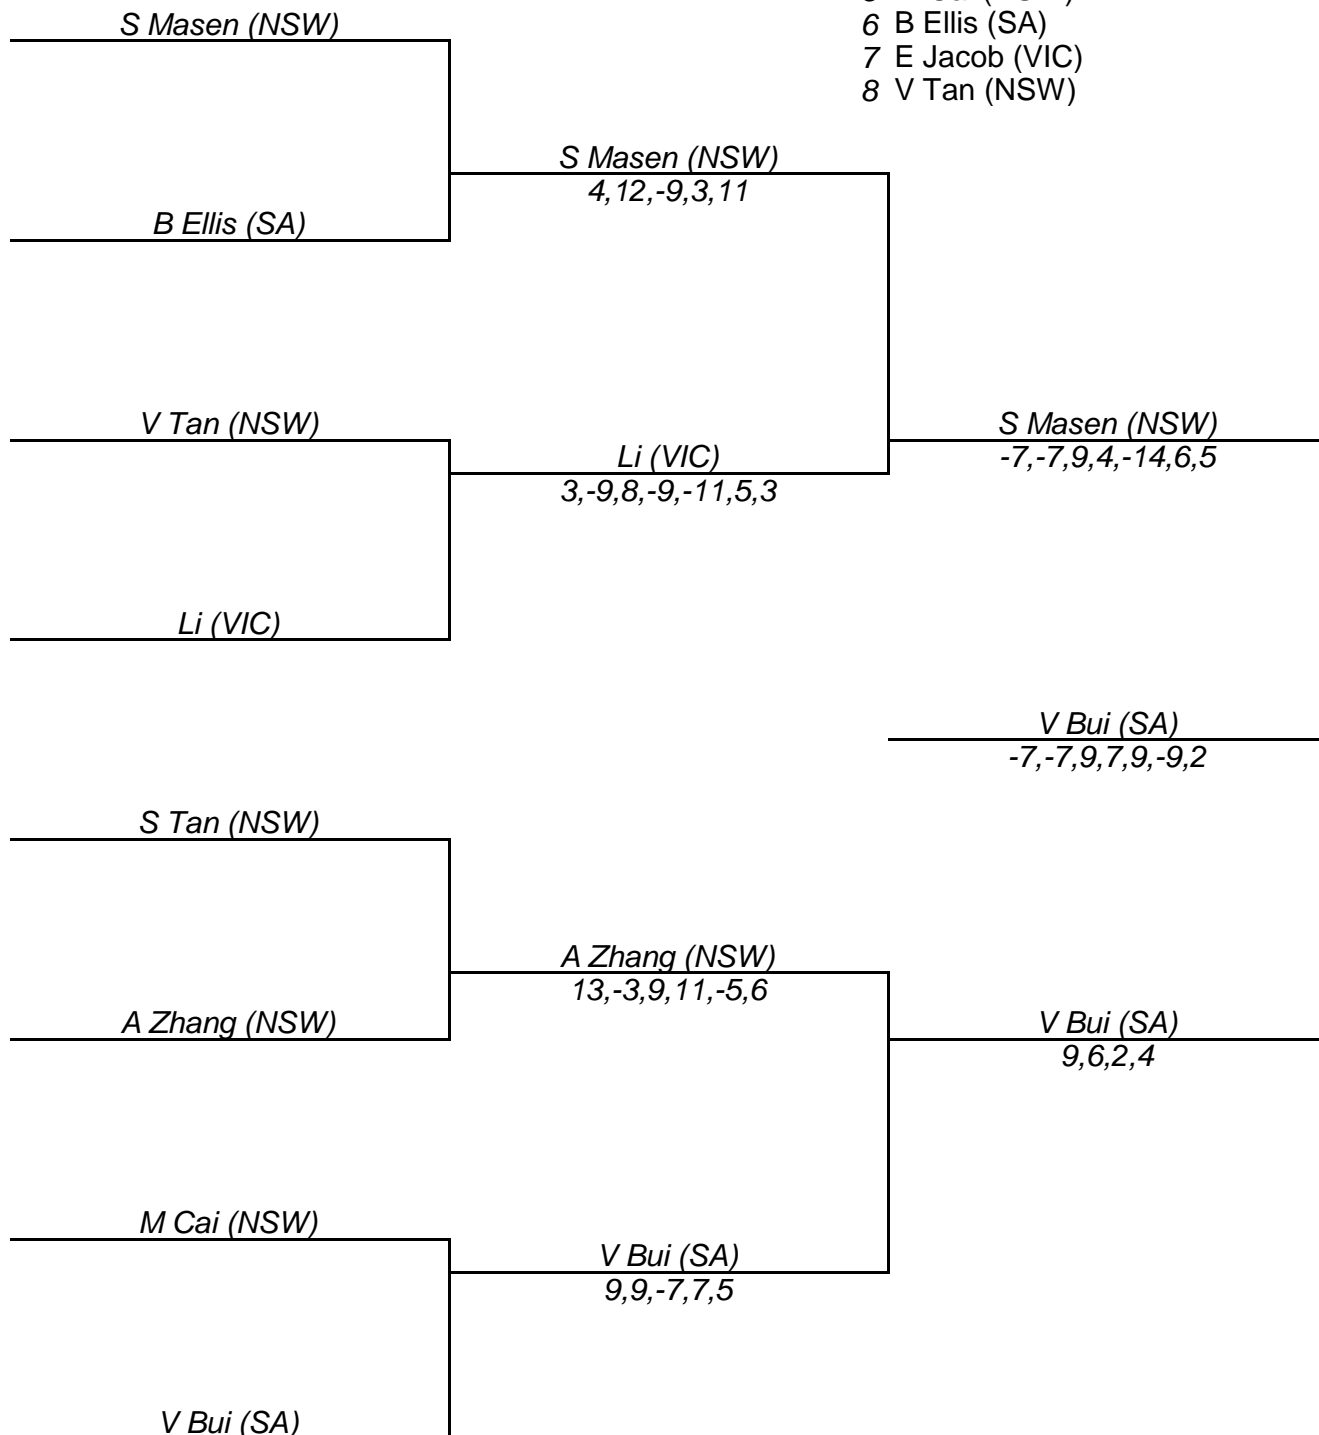 S Masen (NSW)
6 B Ellis (SA)
7 E Jacob (VIC)
8 V Tan (NSW)
S Masen (NSW)
4,12,-9,3,11
B Ellis (SA)
V Tan (NSW)
S Masen (NSW)
-7,-7,9,4,-14,6,5
Li (VIC)
3,-9,8,-9,-11,5,3
Li (VIC)
V Bui (SA)
-7,-7,9,7,9,-9,2
S Tan (NSW)
A Zhang (NSW)
13,-3,9,11,-5,6
A Zhang (NSW)
V Bui (SA)
9,6,2,4
M Cai (NSW)
V Bui (SA)
9,9,-7,7,5
V Bui (SA)